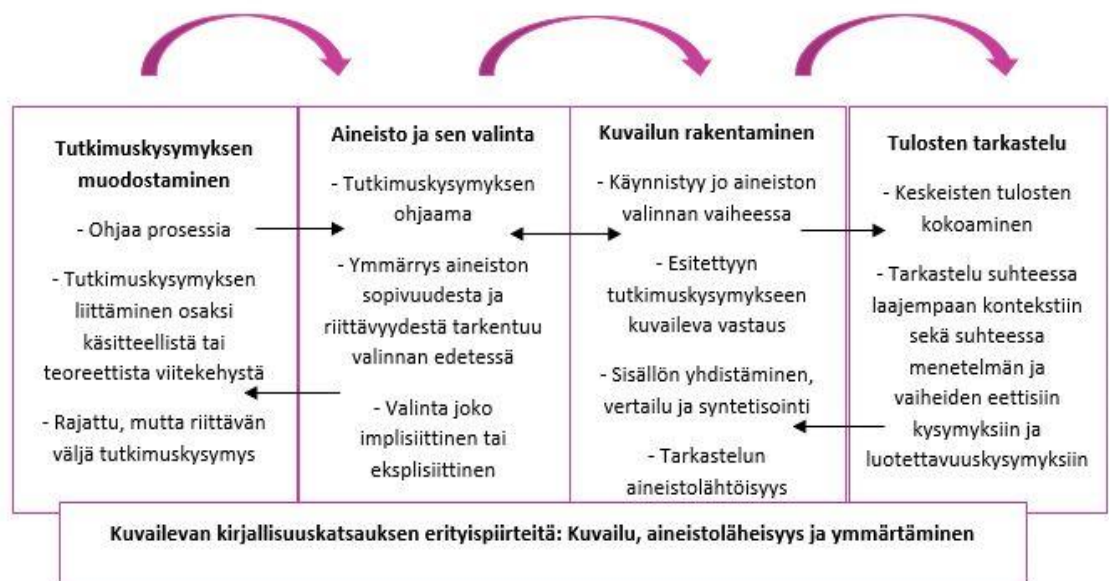 Tutkimuskysymyksen
muodostaminen
- Ohjaa prosessia
- Tutkimuskysymyksen
liittäminen osaksi
käsitteellistä tai
teoreettista viitekehystä
- Rajattu, mutta riittävän
väljä tutkimuskysymys
Aineisto ja sen valinta
- Tutkimuskysymyksen
ohjaama
- Ymmärrys aineiston
sopivuudesta ja
riittävyydestä tarkentuu
valinnan edetessä
- Valinta joko
implisiittinen tai
eksplisiittinen
Kuvailun rakentaminen
- Käynnistyy jo aineiston
valinnan vaiheessa
- Esitettyyn
tutkimuskysymykseen
kuvaileva vastaus
- Sisällön yhdistäminen,
vertailu ja syntetisointi
- Tarkastelun
aineistolähtöisyys
Tulosten tarkastelu
- Keskeisten tulosten
kokoaminen
- Tarkastelu suhteessa
laajempaan kontekstiin
sekä suhteessa
menetelmän ja
vaiheiden eettisiin
kysymyksiin ja
luotettavuuskysymyksiin
Kuvailevan kirjallisuuskatsauksen erityispiirteitä: Kuvailu, aineistoläheisyys ja ymmärtäminen